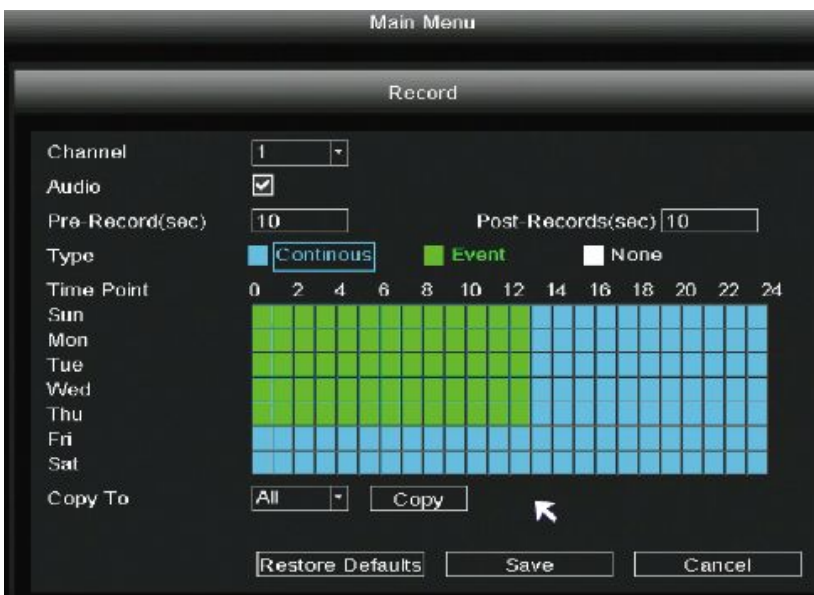 Main Menu
Record
Channel 1
Audio
Pre-Record(sec) 10 Post-Records(sec) 10
Type Continous Event None
Time Point 0 2 4 6 8 10 12 14 16 18 20 22 24
Sun
Mon
Tue
Wed
Thu
Fri
Sat
Copy To All Copy
Restore Defaults Save Cancel